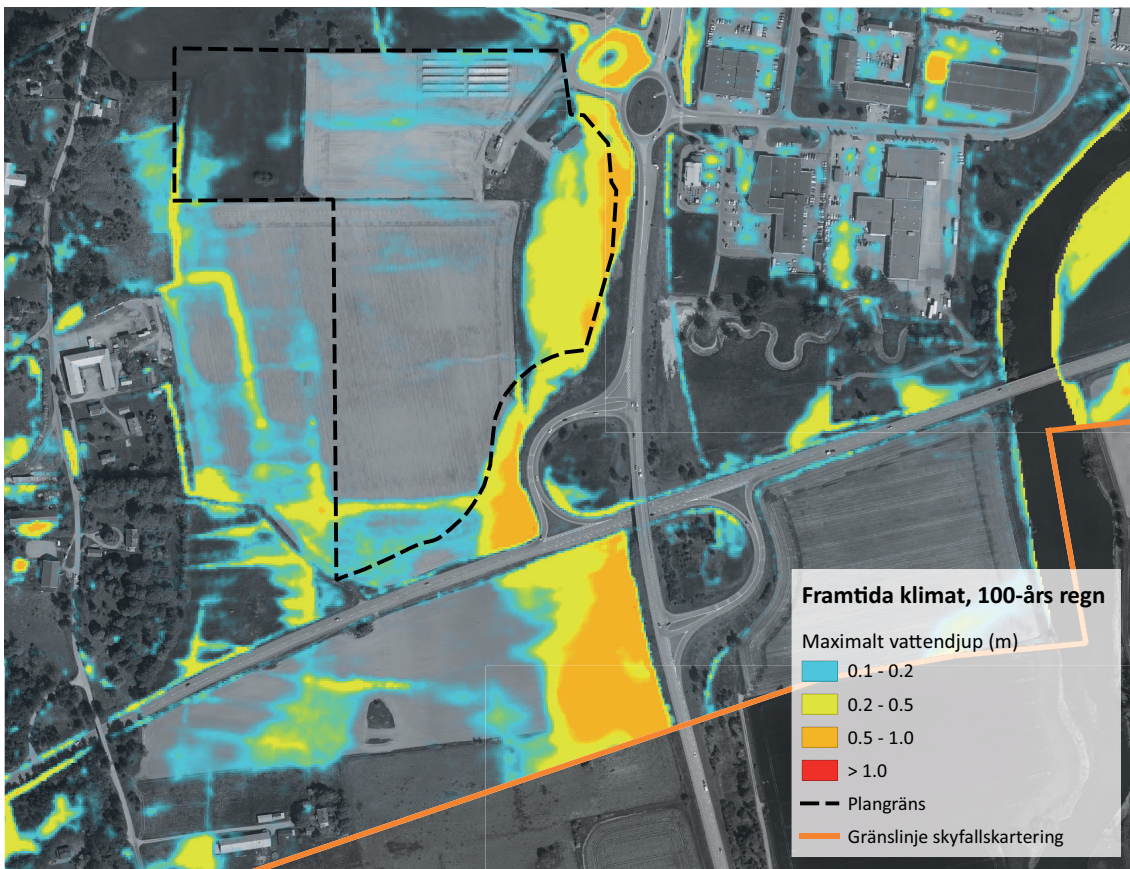 Framtida klimat, 100-års regn
Maximalt vattendjup (m)
0.1 - 0.2
0.2 - 0.5
0.5 - 1.0
> 1.0
Plangräns
Gränslinje skyfallskartering